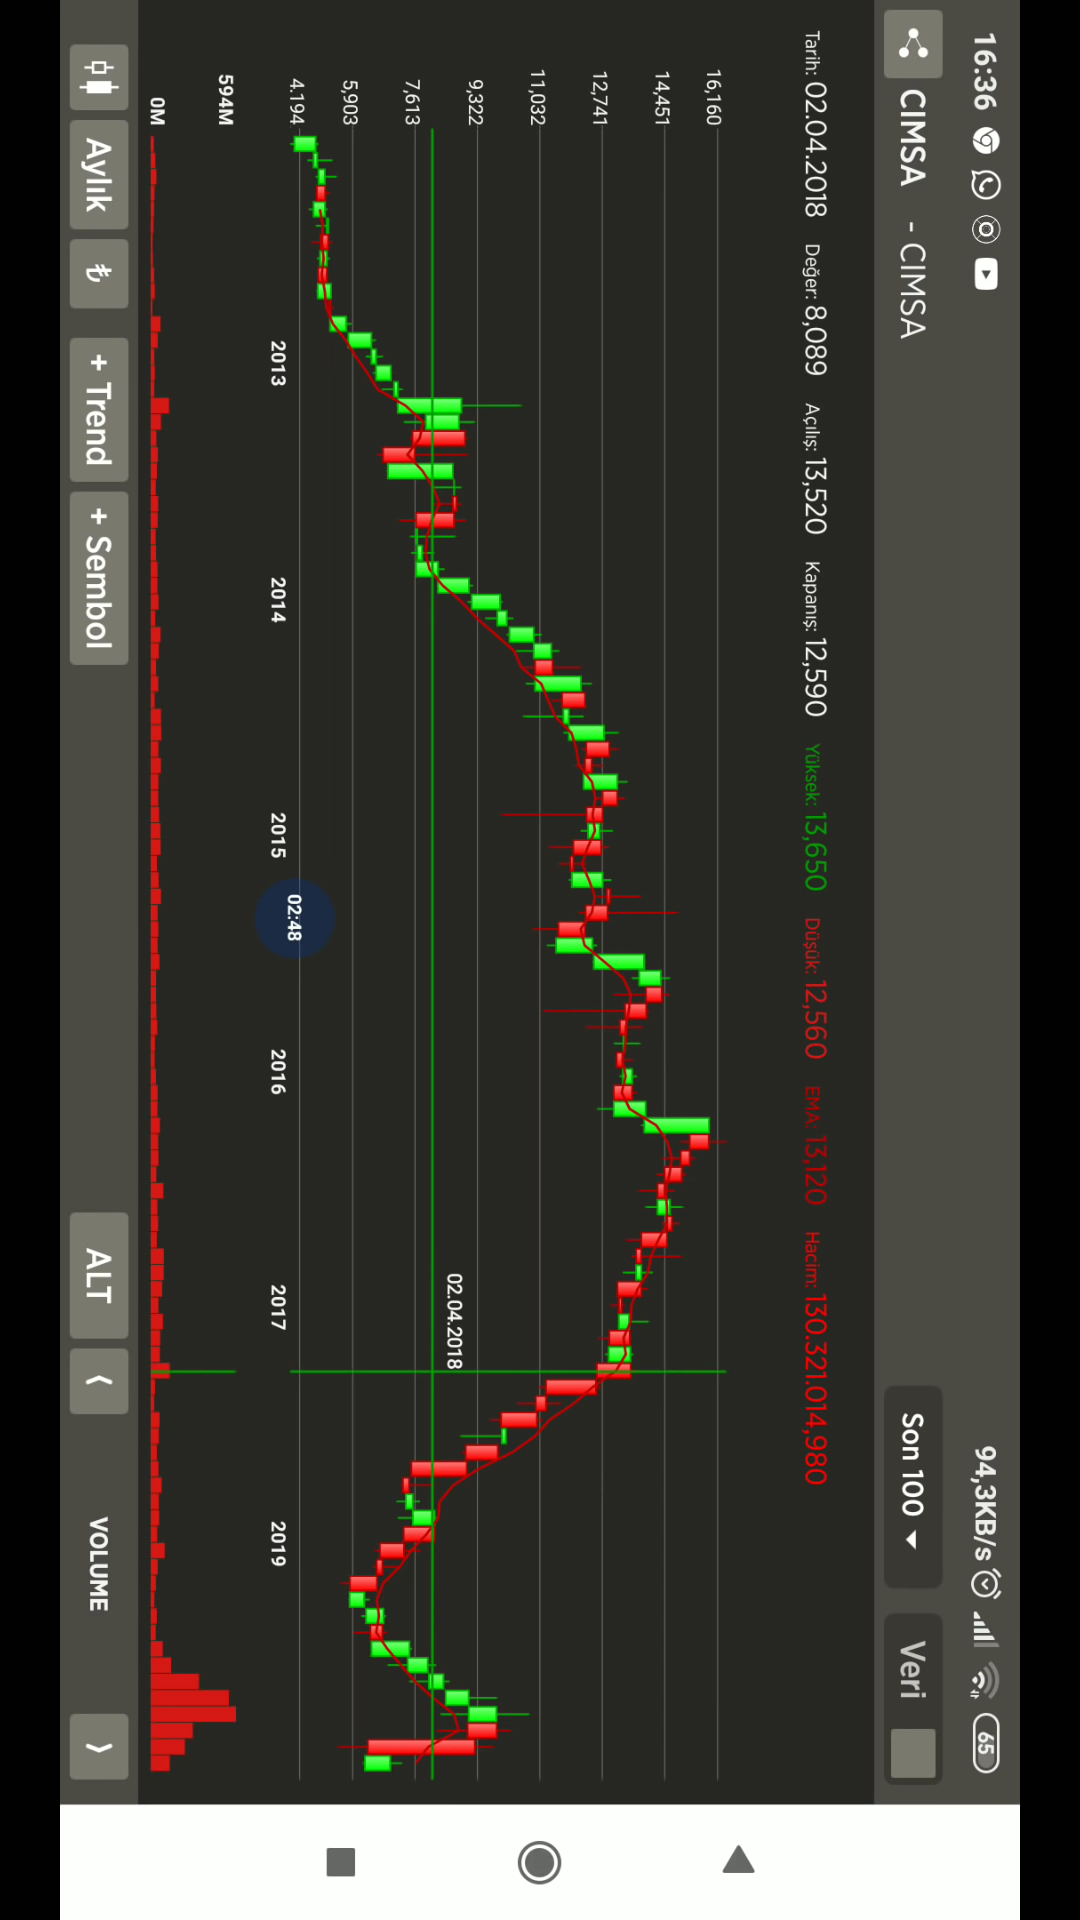 16:36 94,3KB/s 65
CIMSA - CIMSA Son 100 Veri
Tarih: 02.04.2018 Değer: 8,089 Açılış: 13,520 Kapanış: 12,590 Yüksek: 13,650 Düşük: 12,560 EMA: 13,120 Hacim: 130.321.014,980
16,160
14,451
12,741
11,032
9,322
7,613
02.04.2018
5,903
4.194
02:48
2013 2014 2015 2016 2017 2019
594M
0M
Aylık ₺ + Trend + Sembol ALT VOLUME